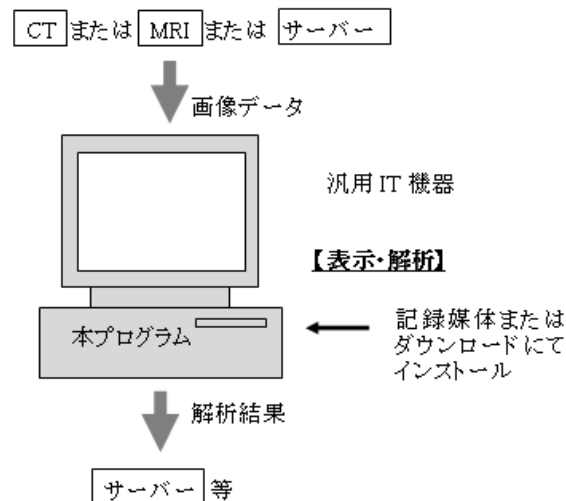 CT または MRI または サーバー
画像データ
汎用 IT 機器
【表示・解析】
本プログラム
記録媒体または
ダウンロードにて
インストール
解析結果
サーバー 等